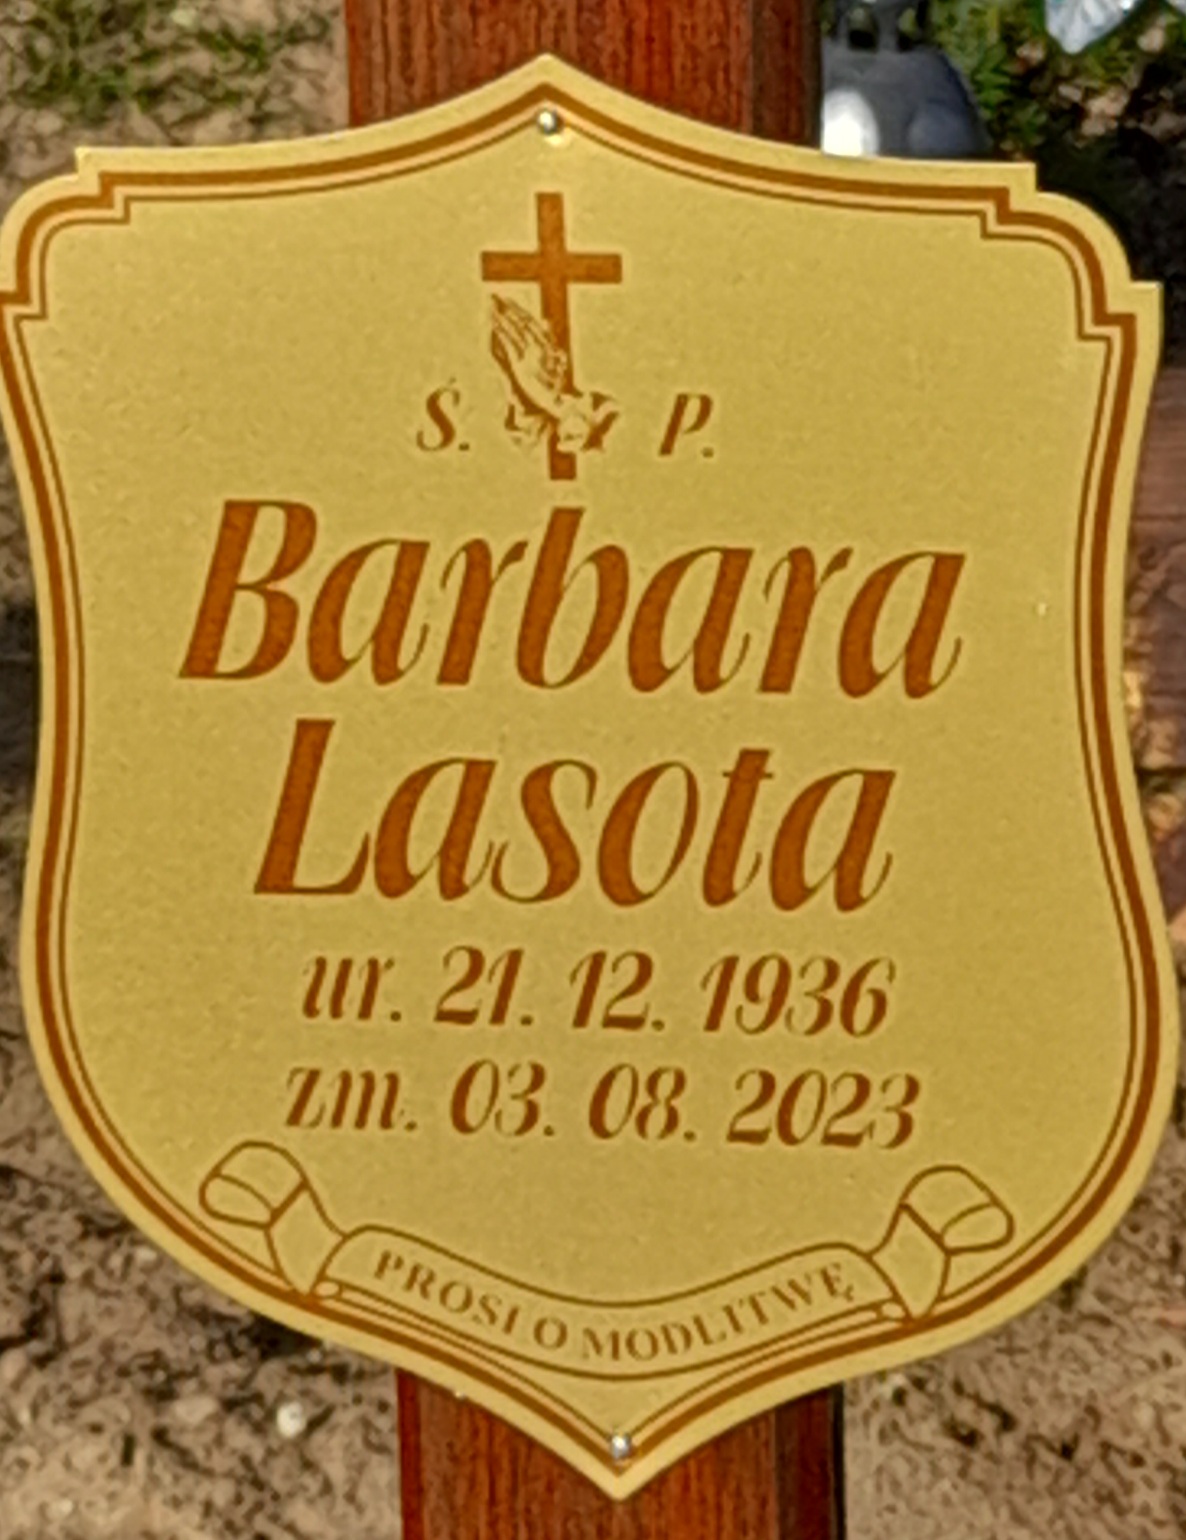 Ś. P.
Barbara
Lasota
ur. 21. 12. 1936
zm. 03. 08. 2023
PROSI O MODLITWĘ